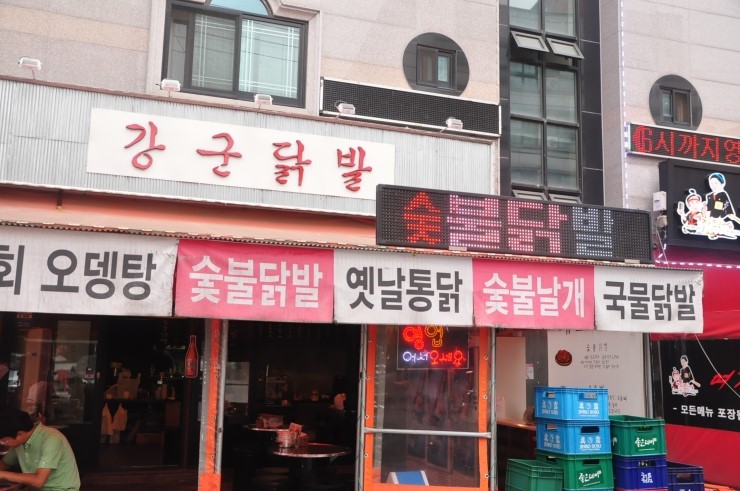 강군닭발
숯불닭발
6시까지영
회 오뎅탕
숯불닭발
옛날통닭
숯불날개
국물닭발
영업
어서오세요
- 모든메뉴 포장